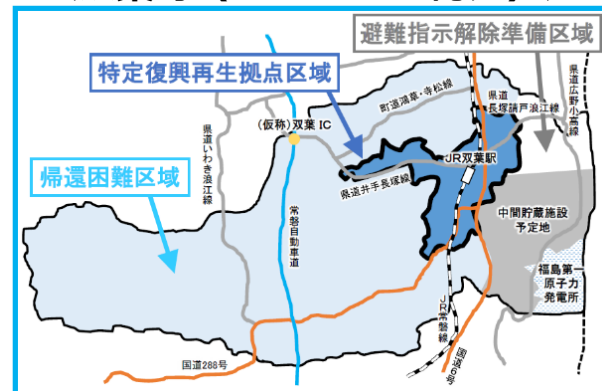 避難指示解除準備区域
特定復興再生拠点区域
帰還困難区域
県道いわき浪江線
(仮称)双葉 IC
町道鴻草・寺松線
県道
長塚請戸浪江線
県道広野小高線
JR双葉駅
県道井手長塚線
中間貯蔵施設
予定地
常磐自動車道
福島第一
原子力
発電所
JR常磐線
国道6号
国道288号